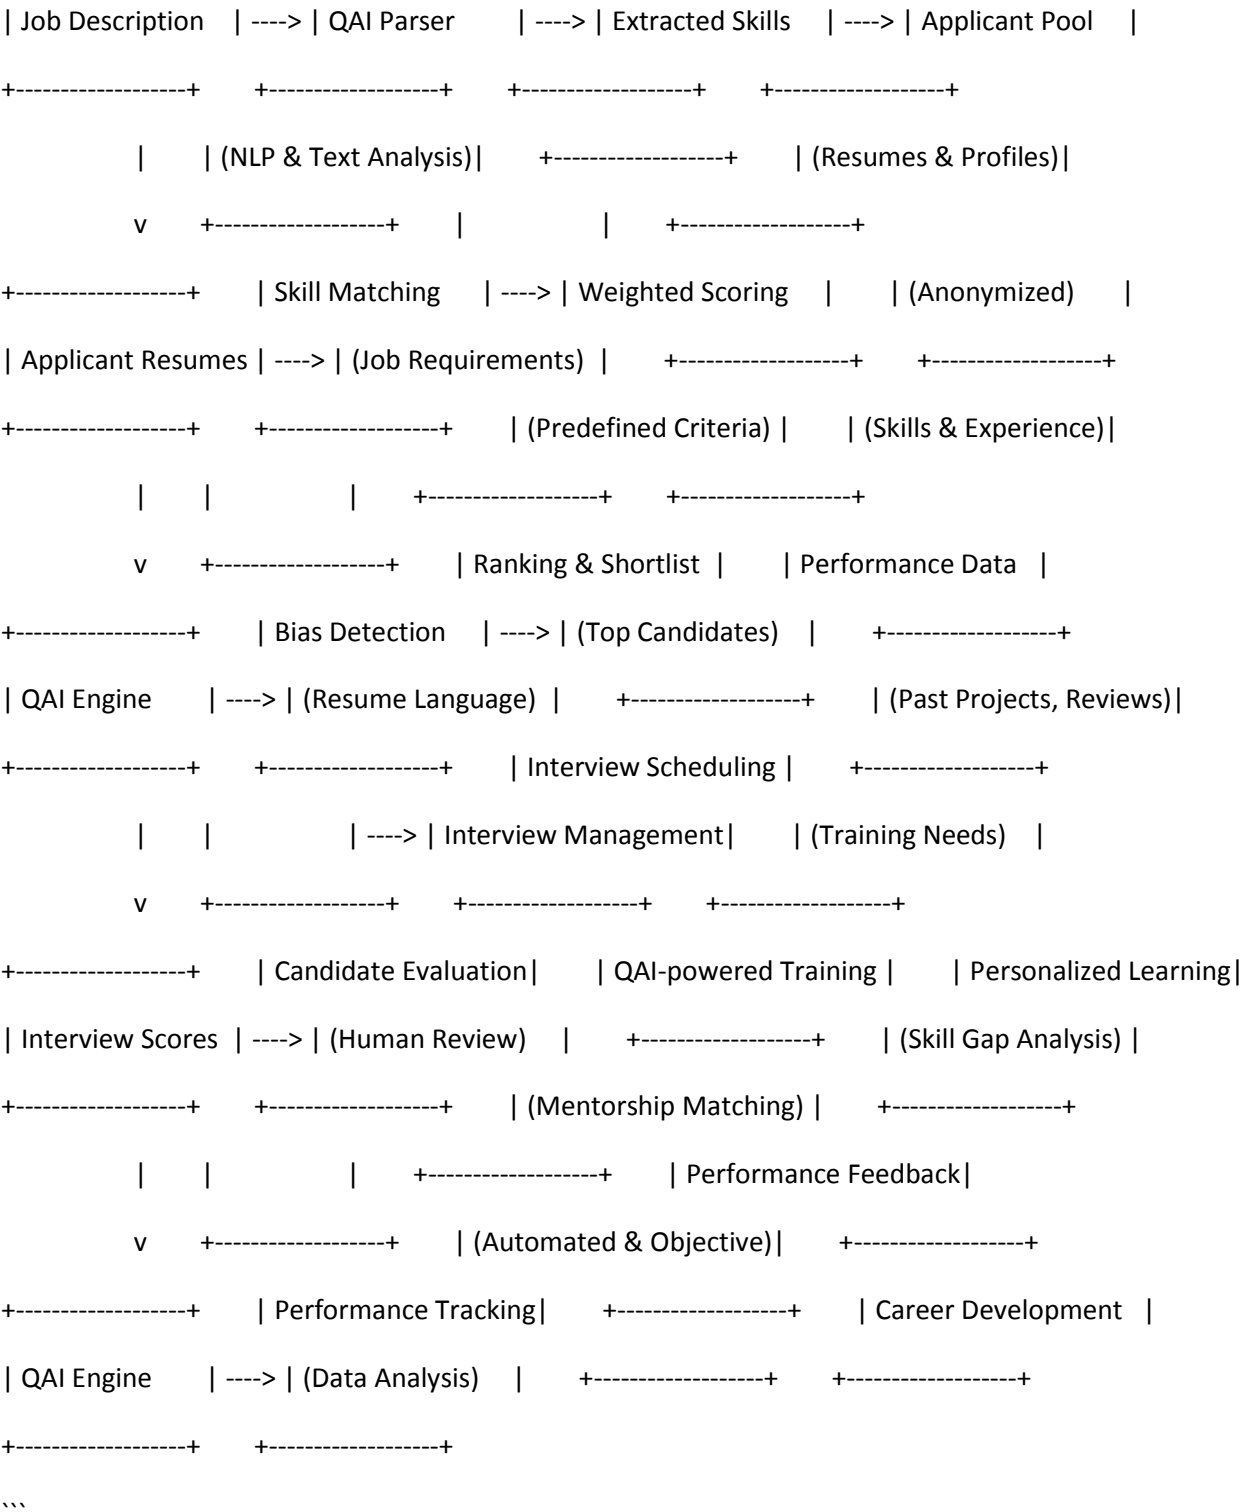 | Job Description | ----> | QAI Parser | ----> | Extracted Skills | ----> | Applicant Pool |
+-------------------+ +-------------------+ +-------------------+ +-------------------+
| | (NLP & Text Analysis)| +-------------------+ | (Resumes & Profiles)|
v +-------------------+ | | +-------------------+
+-------------------+ | Skill Matching | ----> | Weighted Scoring | | (Anonymized) |
| Applicant Resumes | ----> | (Job Requirements) | +-------------------+ +-------------------+
+-------------------+ +-------------------+ | (Predefined Criteria) | | (Skills & Experience)|
| | | +-------------------+ +-------------------+
v +-------------------+ | Ranking & Shortlist | | Performance Data |
+-------------------+ | Bias Detection | ----> | (Top Candidates) | +-------------------+
| QAI Engine | ----> | (Resume Language) | +-------------------+ | (Past Projects, Reviews)|
+-------------------+ +-------------------+ | Interview Scheduling | +-------------------+
| | | ----> | Interview Management| | (Training Needs) |
v +-------------------+ +-------------------+ +-------------------+
+-------------------+ | Candidate Evaluation| | QAI-powered Training | | Personalized Learning|
| Interview Scores | ----> | (Human Review) | +-------------------+ | (Skill Gap Analysis) |
+-------------------+ +-------------------+ | (Mentorship Matching) | +-------------------+
| | | +-------------------+ | Performance Feedback|
v +-------------------+ | (Automated & Objective)| +-------------------+
+-------------------+ | Performance Tracking| +-------------------+ | Career Development |
| QAI Engine | ----> | (Data Analysis) | +-------------------+ +-------------------+
+-------------------+ +-------------------+
```